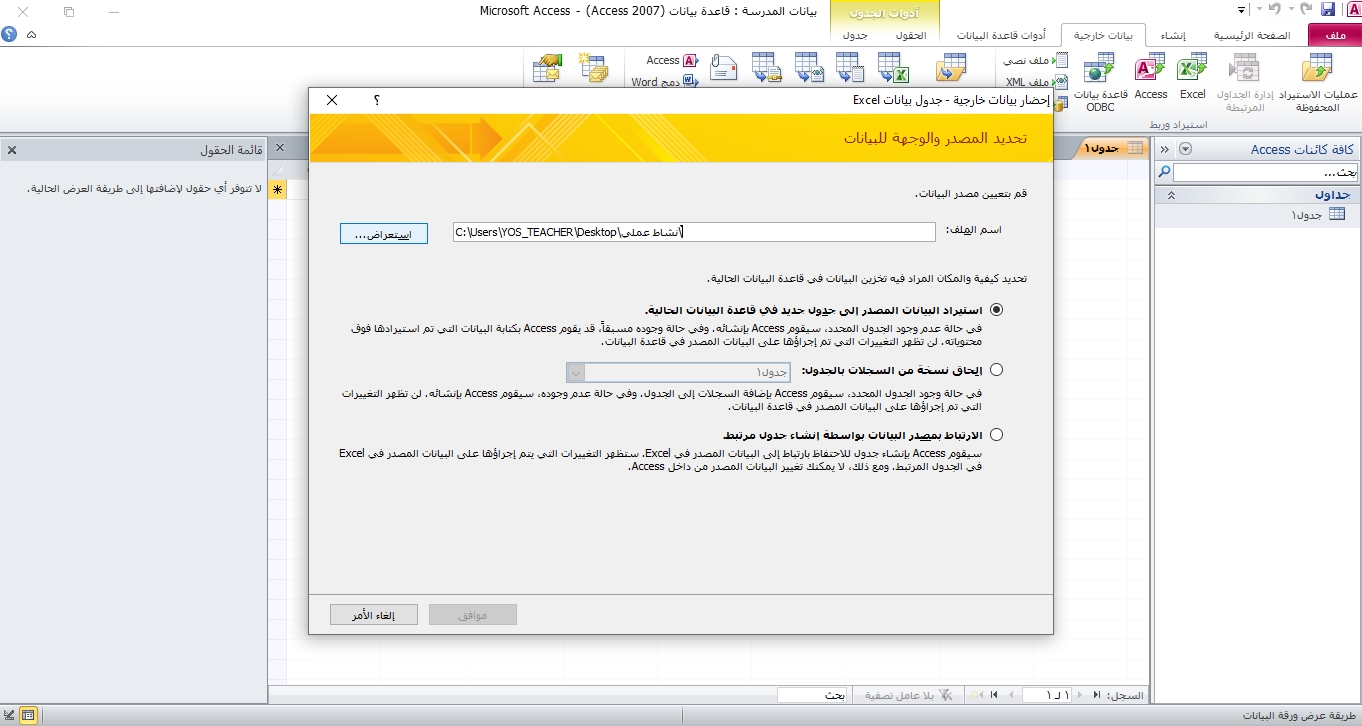 بيانات المدرسة : قاعدة بيانات (Access 2007) - Microsoft Access
أدوات الجدول
ملف
الصفحة الرئيسية
إنشاء
بيانات خارجية
أدوات قاعدة البيانات
الحقول
جدول
عمليات الاستيراد المحفوظة
إدارة الجداول المرتبطة
Excel
Access
قاعدة بيانات ODBC
ملف نصي
ملف XML
استيراد وربط
Access
دمج Word
كافة كائنات Access
بحث...
جداول
جدول١
جدول١
قائمة الحقول
لا تتوفر أي حقول لإضافتها إلى طريقة العرض الحالية.
إحضار بيانات خارجية - جدول بيانات Excel
؟
تحديد المصدر والوجهة للبيانات
قم بتعيين مصدر البيانات.
اسم الملف:
C:\Users\YOS_TEACHER\Desktop\نشاط عملي\
استعراض...
تحديد كيفية والمكان المراد فيه تخزين البيانات في قاعدة البيانات الحالية.
استيراد البيانات المصدر إلى جدول جديد في قاعدة البيانات الحالية.
في حالة عدم وجود الجدول المحدد، سيقوم Access بإنشائه. وفي حالة وجوده مسبقاً، قد يقوم Access بكتابة البيانات التي تم استيرادها فوق
محتوياته. لن تظهر التغييرات التي تم إجراؤها على البيانات المصدر في قاعدة البيانات.
إلحاق نسخة من السجلات بالجدول:
جدول١
في حالة وجود الجدول المحدد، سيقوم Access بإضافة السجلات إلى الجدول. وفي حالة عدم وجوده، سيقوم Access بإنشائه. لن تظهر التغييرات
التي تم إجراؤها على البيانات المصدر في قاعدة البيانات.
الارتباط بمصدر البيانات بواسطة إنشاء جدول مرتبط.
سيقوم Access بإنشاء جدول للاحتفاظ بارتباط إلى البيانات المصدر في Excel. ستظهر التغييرات التي يتم إجراؤها على البيانات المصدر في Excel
في الجدول المرتبط. ومع ذلك، لا يمكنك تغيير البيانات المصدر من داخل Access.
موافق
إلغاء الأمر
السجل:
١ لـ ١
بلا عامل تصفية
بحث
طريقة عرض ورقة البيانات